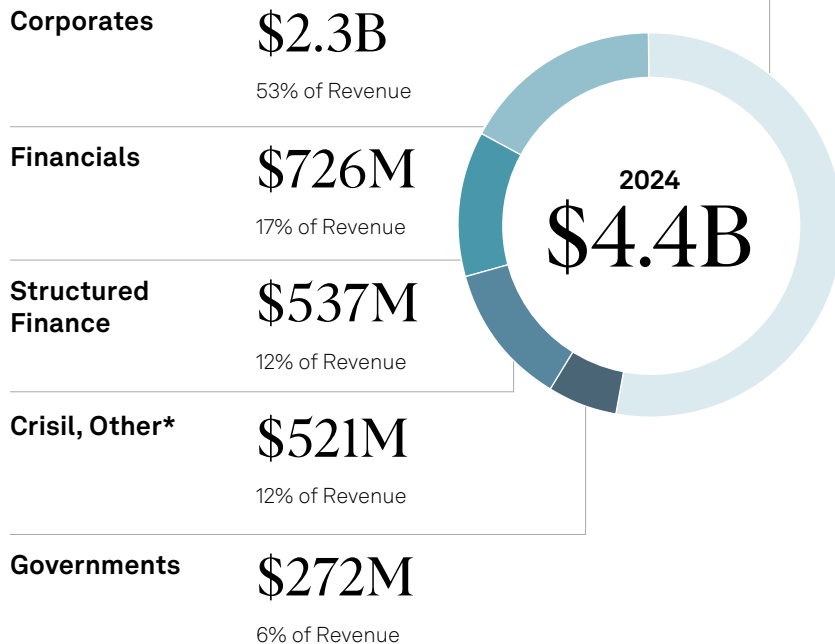 Corporates
$2.3B
53% of Revenue
Financials
$726M
17% of Revenue
Structured
Finance
$537M
12% of Revenue
Crisil, Other*
$521M
12% of Revenue
Governments
$272M
6% of Revenue
2024
$4.4B